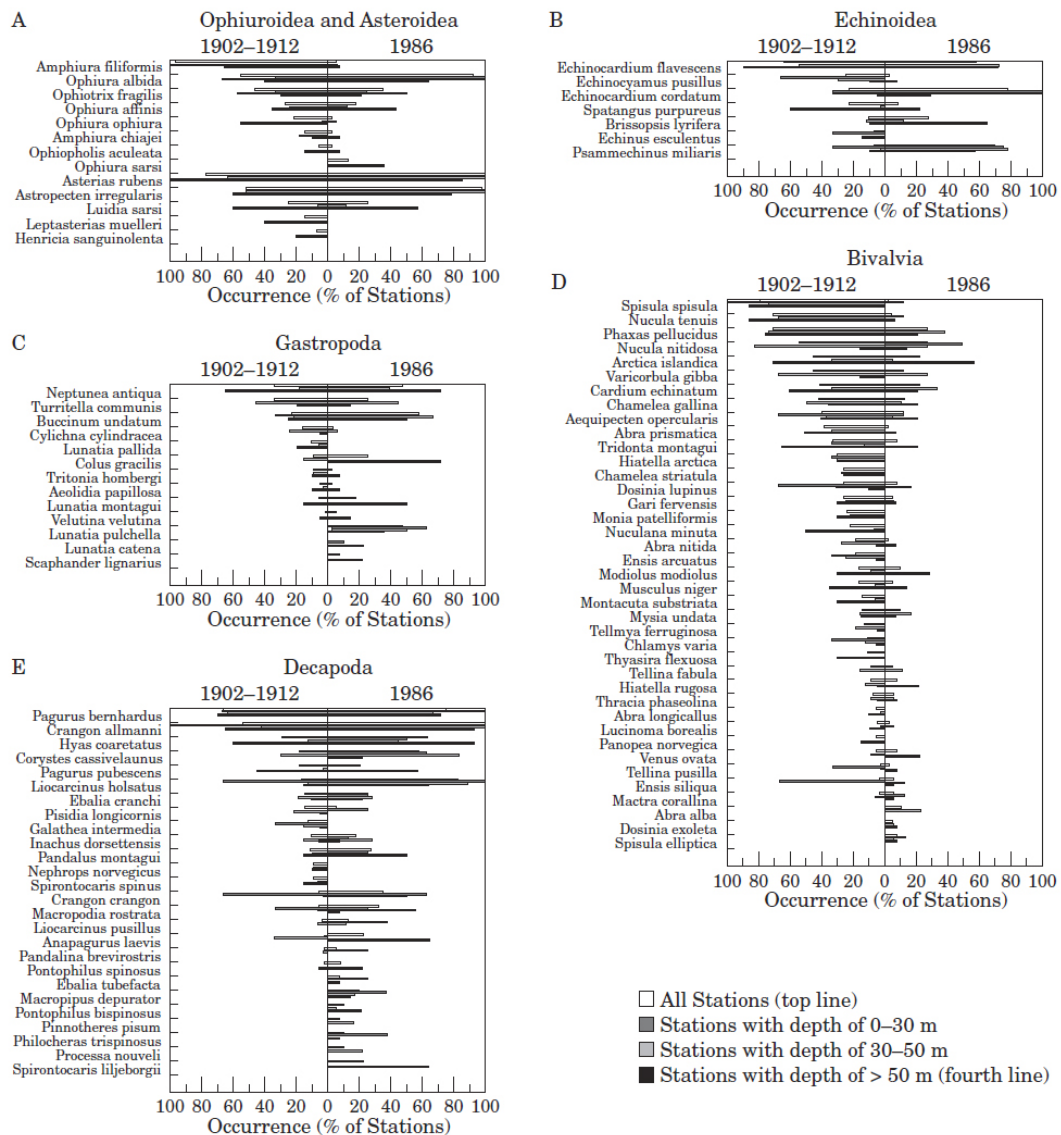 A
Ophiuroidea and Asteroidea
1902–1912 1986
Amphiura filiformis
Ophiura albida
Ophiotrix fragilis
Ophiura affinis
Ophiura ophiura
Amphiura chiajei
Ophiopholis aculeata
Ophiura sarsi
Asterias rubens
Astropecten irregularis
Luidia sarsi
Leptasterias muelleri
Henricia sanguinolenta
100 80 60 40 20 0 20 40 60 80 100
Occurrence (% of Stations)
B
Echinoidea
1902–1912 1986
Echinocardium flavescens
Echinocyamus pusillus
Echinocardium cordatum
Spatangus purpureus
Brissopsis lyrifera
Echinus esculentus
Psammechinus miliaris
100 80 60 40 20 0 20 40 60 80 100
Occurrence (% of Stations)
C
Gastropoda
1902–1912 1986
Neptunea antiqua
Turritella communis
Buccinum undatum
Cylichna cylindracea
Lunatia pallida
Colus gracilis
Tritonia hombergi
Aeolidia papillosa
Lunatia montagui
Velutina velutina
Lunatia pulchella
Lunatia catena
Scaphander lignarius
100 80 60 40 20 0 20 40 60 80 100
Occurrence (% of Stations)
D
Bivalvia
1902–1912 1986
Spisula spisula
Nucula tenuis
Phaxas pellucidus
Nucula nitidosa
Arctica islandica
Varicorbula gibba
Cardium echinatum
Chamelea gallina
Aequipecten opercularis
Abra prismatica
Tridonta montagui
Hiatella arctica
Chamelea striatula
Dosinia lupinus
Gari fervensis
Monia patelliformis
Nuculana minuta
Abra nitida
Ensis arcuatus
Modiolus modiolus
Musculus niger
Montacuta substriata
Mysia undata
Tellmya ferruginosa
Chlamys varia
Thyasira flexuosa
Tellina fabula
Hiatella rugosa
Thracia phaseolina
Abra longicallus
Lucinoma borealis
Panopea norvegica
Venus ovata
Tellina pusilla
Ensis siliqua
Mactra corallina
Abra alba
Dosinia exoleta
Spisula elliptica
100 80 60 40 20 0 20 40 60 80 100
Occurrence (% of Stations)
E
Decapoda
1902–1912 1986
Pagurus bernhardus
Crangon allmanni
Hyas coaretatus
Corystes cassivelaunus
Pagurus pubescens
Liocarcinus holsatus
Ebalia cranchi
Pisidia longicornis
Galathea intermedia
Inachus dorsettensis
Pandalus montagui
Nephrops norvegicus
Spirontocaris spinus
Crangon crangon
Macropodia rostrata
Liocarcinus pusillus
Anapagurus laevis
Pandalina brevirostris
Pontophilus spinosus
Ebalia tubefacta
Macropipus depurator
Pontophilus bispinosus
Pinnotheres pisum
Philocheras trispinosus
Processa nouveli
Spirontocaris liljeborgii
100 80 60 40 20 0 20 40 60 80 100
Occurrence (% of Stations)
All Stations (top line)
Stations with depth of 0–30 m
Stations with depth of 30–50 m
Stations with depth of > 50 m (fourth line)